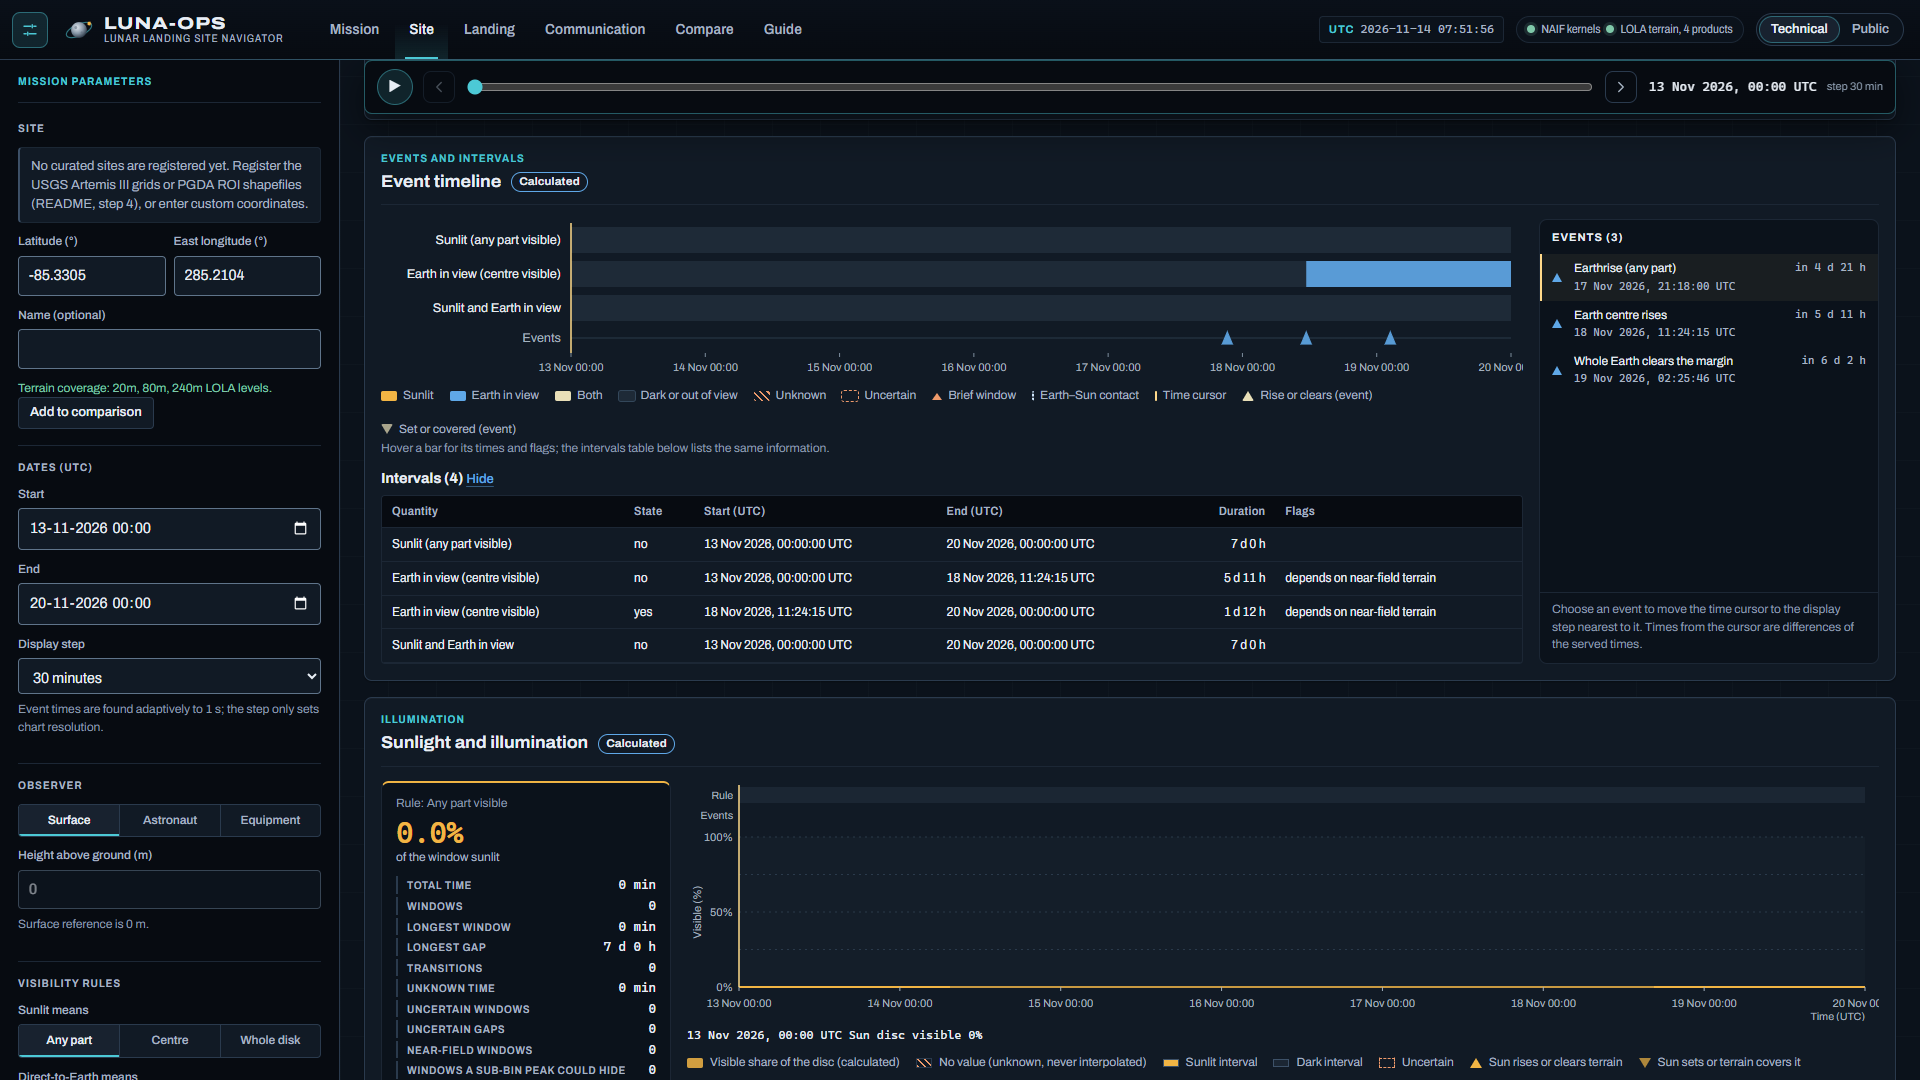 LUNA-OPS
LUNAR LANDING SITE NAVIGATOR
Mission
Site
Landing
Communication
Compare
Guide
UTC 2026-11-14 07:51:56
NAIF kernels
LOLA terrain, 4 products
Technical
Public
MISSION PARAMETERS
SITE
No curated sites are registered yet. Register the
USGS Artemis III grids or PGDA ROI shapefiles
(README, step 4), or enter custom coordinates.
Latitude (°)
East longitude (°)
-85.3305
285.2104
Name (optional)
Terrain coverage: 20m, 80m, 240m LOLA levels.
Add to comparison
DATES (UTC)
Start
13-11-2026 00:00
End
20-11-2026 00:00
Display step
30 minutes
Event times are found adaptively to 1 s; the step only sets
chart resolution.
OBSERVER
Surface
Astronaut
Equipment
Height above ground (m)
0
Surface reference is 0 m.
VISIBILITY RULES
Sunlit means
Any part
Centre
Whole disk
Direct-to-Earth means
13 Nov 2026, 00:00 UTC
step 30 min
EVENTS AND INTERVALS
Event timeline
Calculated
Sunlit (any part visible)
Earth in view (centre visible)
Sunlit and Earth in view
Events
13 Nov 00:00
14 Nov 00:00
15 Nov 00:00
16 Nov 00:00
17 Nov 00:00
18 Nov 00:00
19 Nov 00:00
20 Nov 0
Sunlit
Earth in view
Both
Dark or out of view
Unknown
Uncertain
Brief window
Earth–Sun contact
Time cursor
Rise or clears (event)
Set or covered (event)
Hover a bar for its times and flags; the intervals table below lists the same information.
Intervals (4) Hide
Quantity State Start (UTC) End (UTC) Duration Flags
Sunlit (any part visible) no 13 Nov 2026, 00:00:00 UTC 20 Nov 2026, 00:00:00 UTC 7 d 0 h
Earth in view (centre visible) no 13 Nov 2026, 00:00:00 UTC 18 Nov 2026, 11:24:15 UTC 5 d 11 h depends on near-field terrain
Earth in view (centre visible) yes 18 Nov 2026, 11:24:15 UTC 20 Nov 2026, 00:00:00 UTC 1 d 12 h depends on near-field terrain
Sunlit and Earth in view no 13 Nov 2026, 00:00:00 UTC 20 Nov 2026, 00:00:00 UTC 7 d 0 h
EVENTS (3)
Earthrise (any part) in 4 d 21 h
17 Nov 2026, 21:18:00 UTC
Earth centre rises in 5 d 11 h
18 Nov 2026, 11:24:15 UTC
Whole Earth clears the margin in 6 d 2 h
19 Nov 2026, 02:25:46 UTC
Choose an event to move the time cursor to the display
step nearest to it. Times from the cursor are differences of
the served times.
ILLUMINATION
Sunlight and illumination
Calculated
Rule: Any part visible
0.0%
of the window sunlit
TOTAL TIME 0 min
WINDOWS 0
LONGEST WINDOW 0 min
LONGEST GAP 7 d 0 h
TRANSITIONS 0
UNKNOWN TIME 0 min
UNCERTAIN WINDOWS 0
UNCERTAIN GAPS 0
NEAR-FIELD WINDOWS 0
WINDOWS A SUB-BIN PEAK COULD HIDE 0
Rule
Events
100%
50%
0%
Visible (%)
13 Nov 00:00
14 Nov 00:00
15 Nov 00:00
16 Nov 00:00
17 Nov 00:00
18 Nov 00:00
19 Nov 00:00
20 Nov 0
Time (UTC)
13 Nov 2026, 00:00 UTC Sun disc visible 0%
Visible share of the disc (calculated)
No value (unknown, never interpolated)
Sunlit interval
Dark interval
Uncertain
Sun rises or clears terrain
Sun sets or terrain covers it